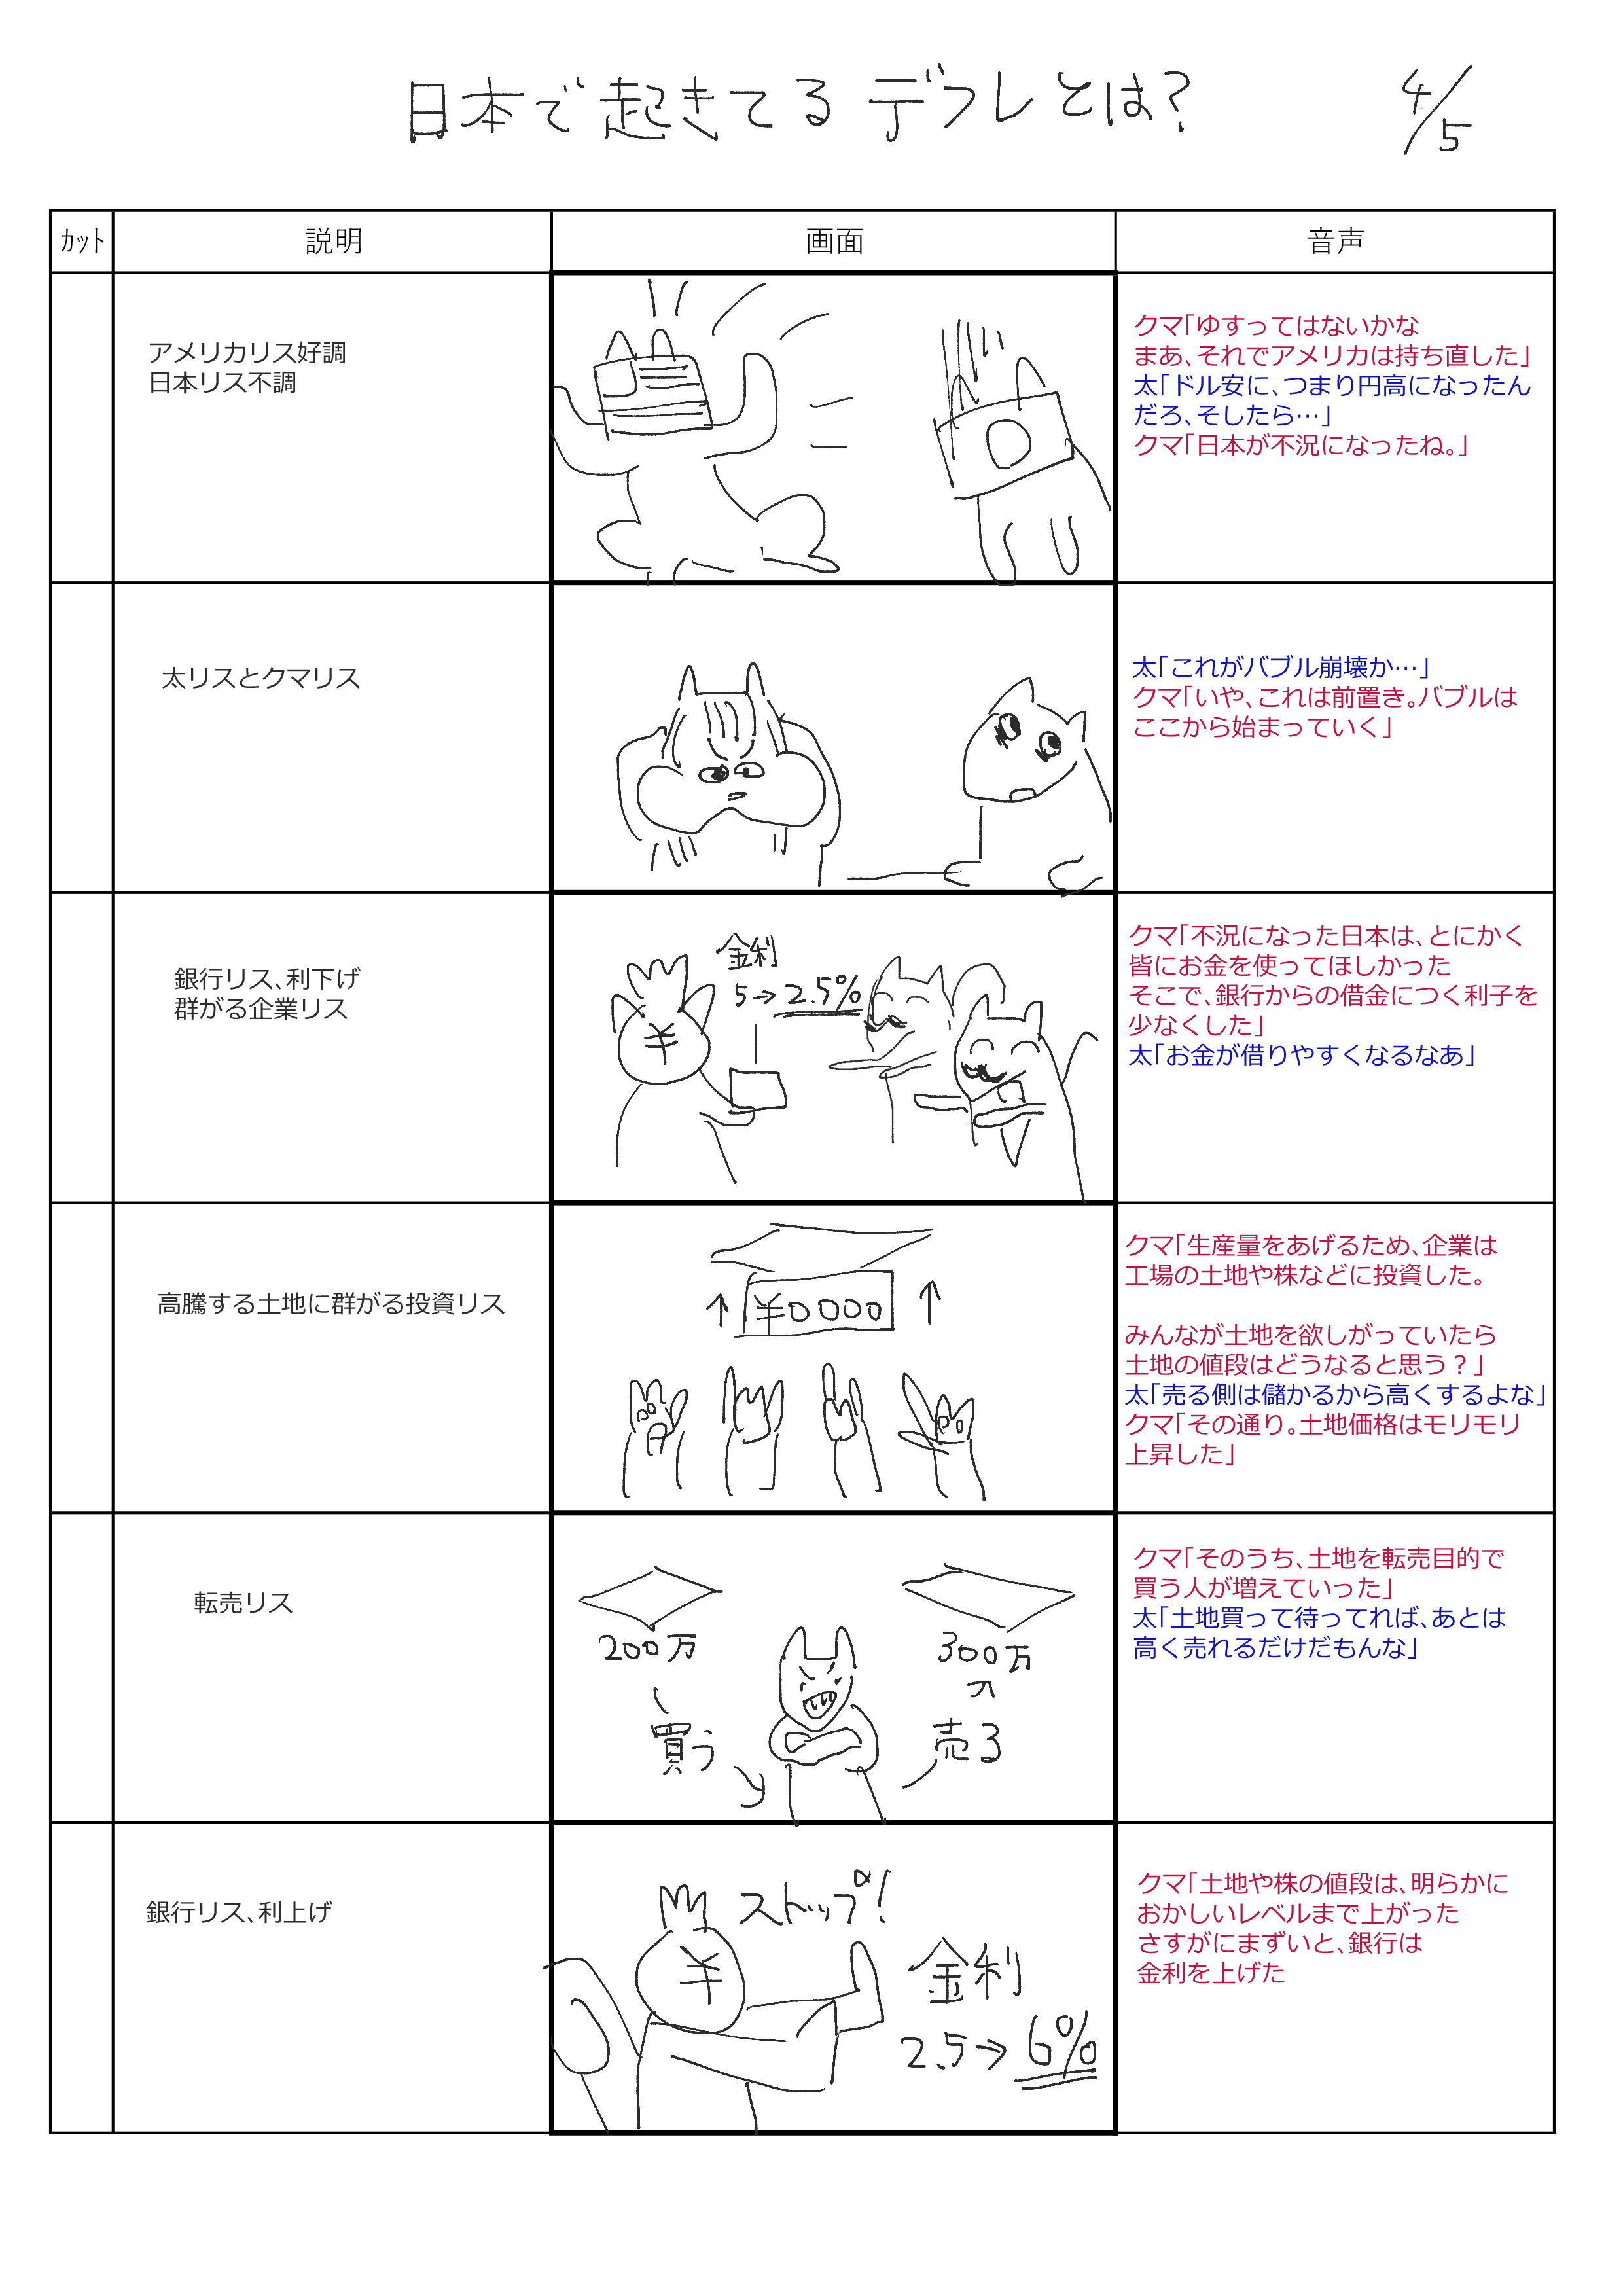 日本で起きてるデフレとは?
4/5
カット 説明 画面 音声
アメリカリス好調
日本リス不調
クマ「ゆすってはないかな
まあ、それでアメリカは持ち直した」
太「ドル安に、つまり円高になったん
だろ、そしたら…」
クマ「日本が不況になったね。」
太リスとクマリス
太「これがバブル崩壊か…」
クマ「いや、これは前置き。バブルは
ここから始まっていく」
銀行リス、利下げ
群がる企業リス
金利
5→2.5%
¥
クマ「不況になった日本は、とにかく
皆にお金を使ってほしかった
そこで、銀行からの借金につく利子を
少なくした」
太「お金が借りやすくなるなあ」
高騰する土地に群がる投資リス
↑ ¥0000 ↑
クマ「生産量をあげるため、企業は
工場の土地や株などに投資した。
みんなが土地を欲しがっていたら
土地の値段はどうなると思う？」
太「売る側は儲かるから高くするよな」
クマ「その通り。土地価格はモリモリ
上昇した」
転売リス
200万
買う
300万
売る
クマ「そのうち、土地を転売目的で
買う人が増えていった」
太「土地買って待ってれば、あとは
高く売れるだけだもんな」
銀行リス、利上げ
ストップ!
¥
金利
2.5→6%
クマ「土地や株の値段は、明らかに
おかしいレベルまで上がった
さすがにまずいと、銀行は
金利を上げた